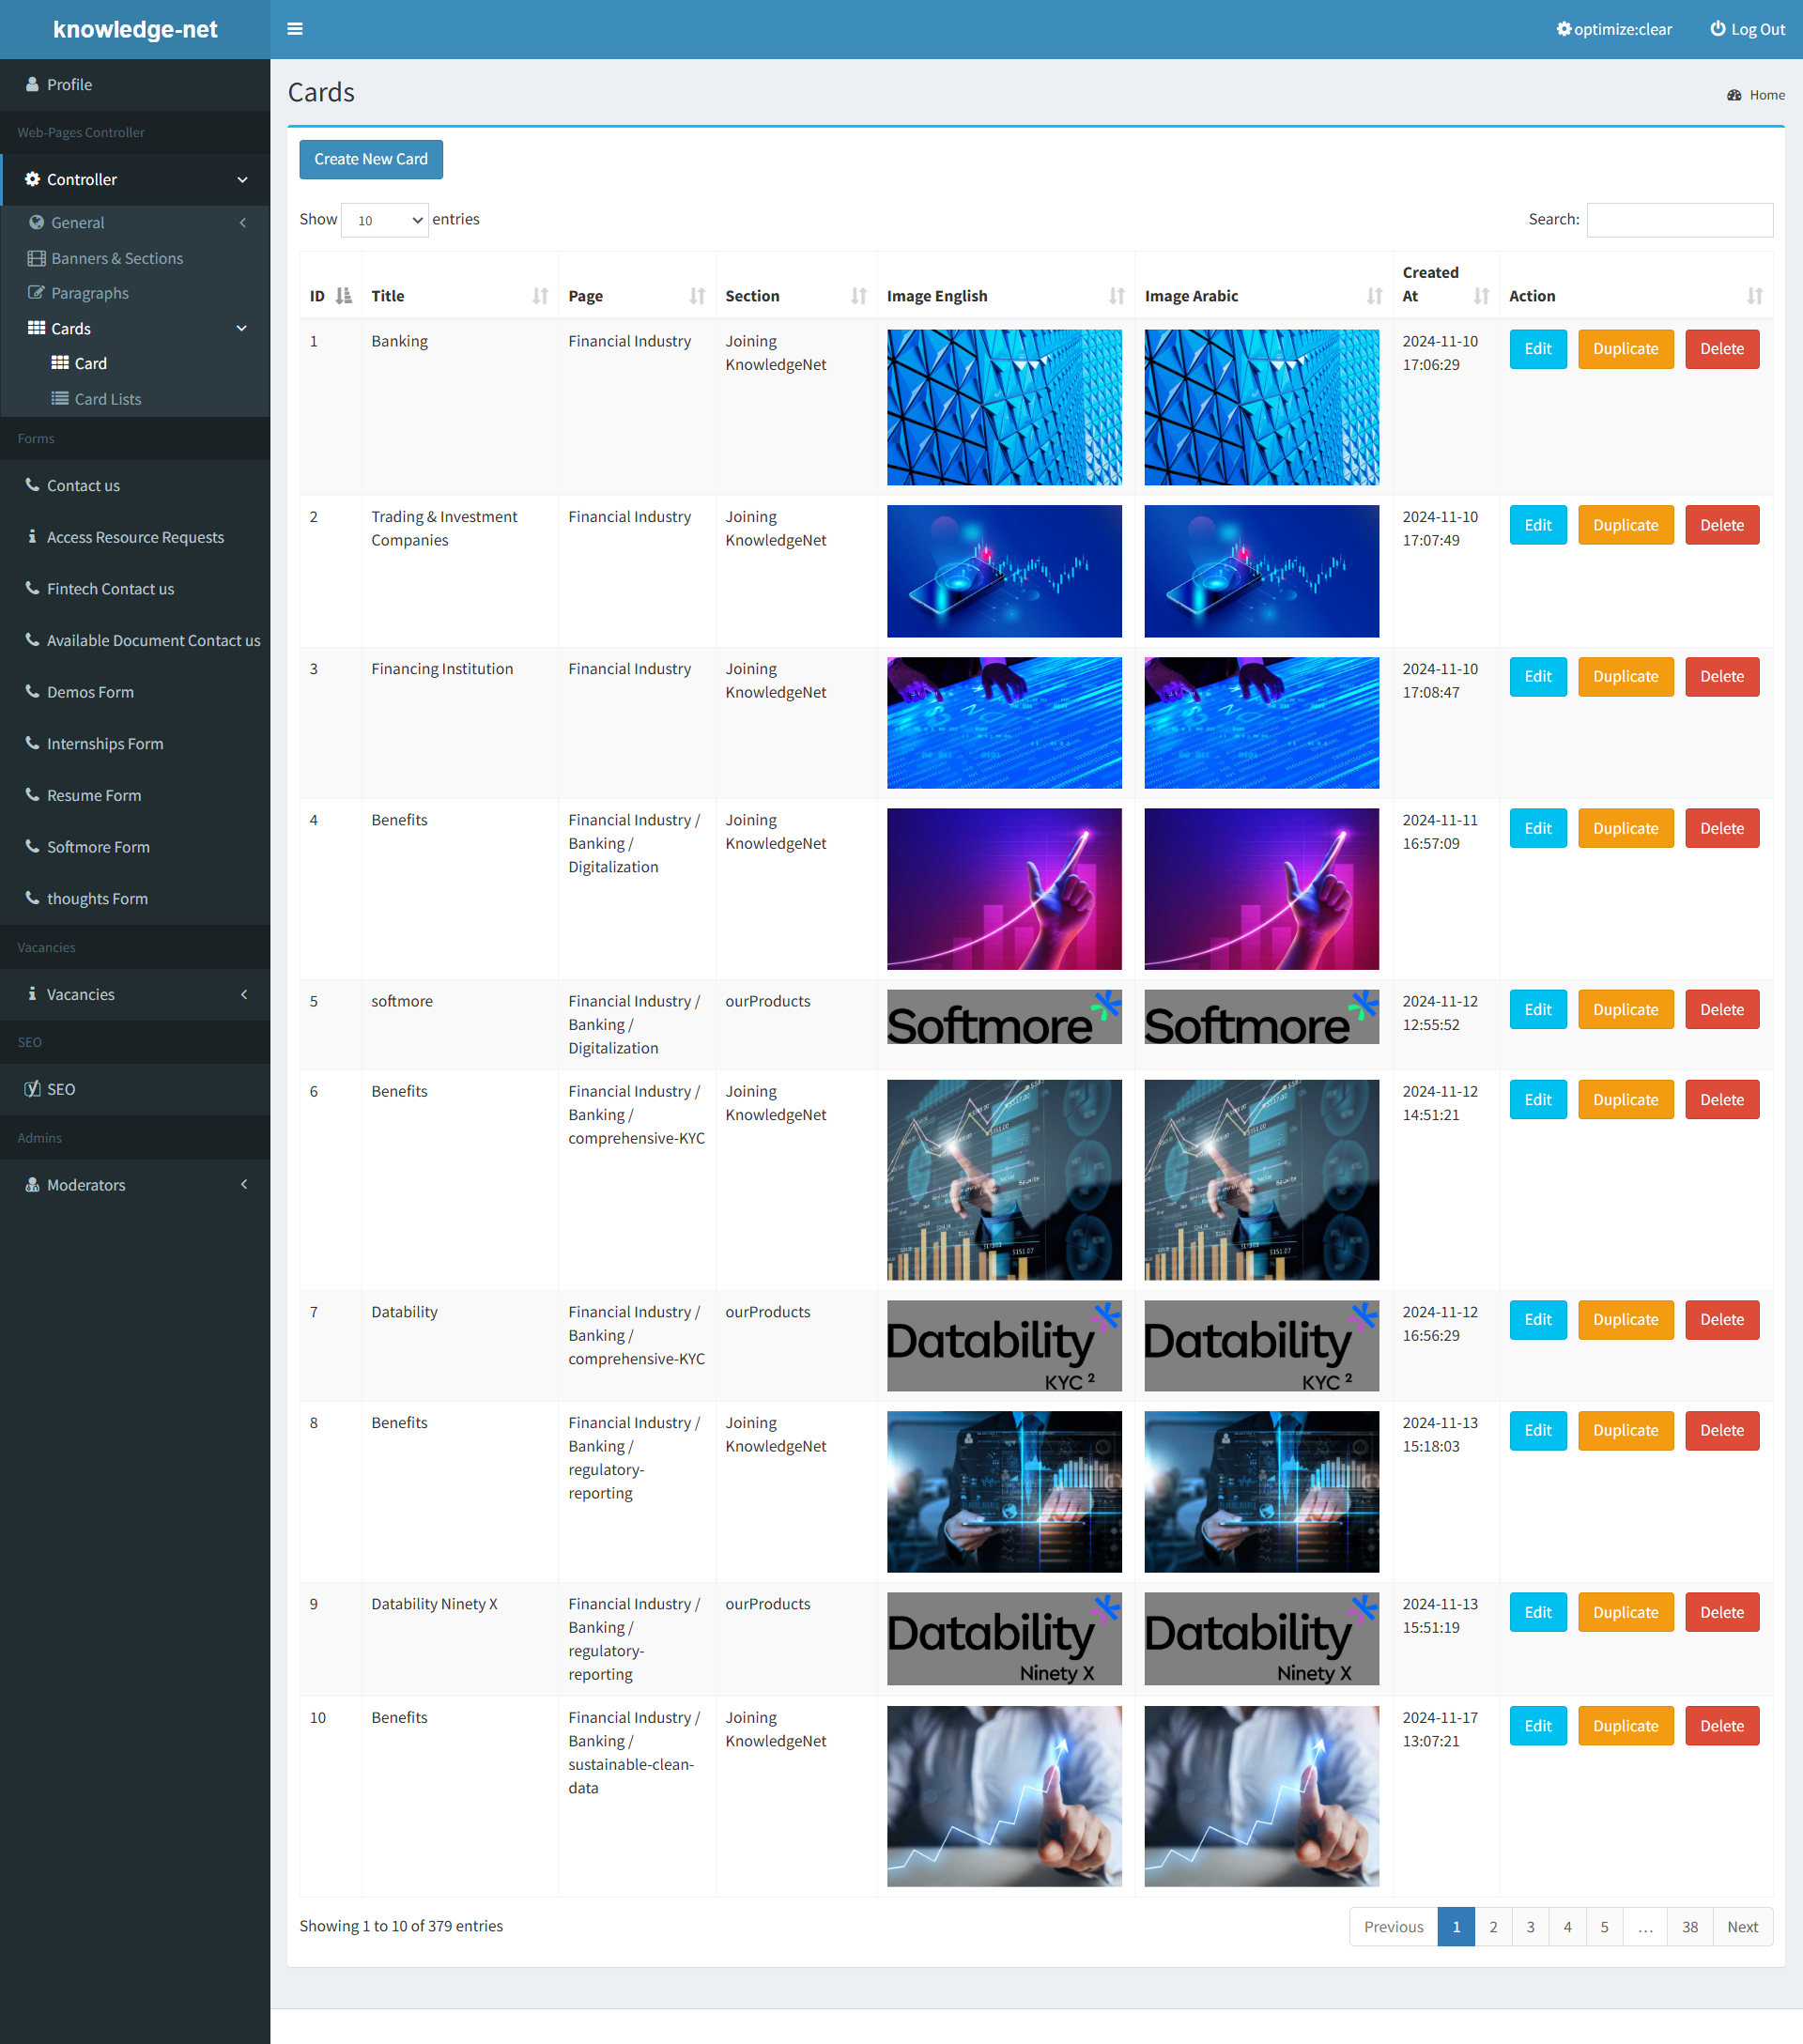 knowledge-net
optimize:clear
Log Out
Profile
Web-Pages Controller
Controller
General
Banners & Sections
Paragraphs
Cards
Card
Card Lists
Forms
Contact us
Access Resource Requests
Fintech Contact us
Available Document Contact us
Demos Form
Internships Form
Resume Form
Softmore Form
thoughts Form
Vacancies
Vacancies
SEO
SEO
Admins
Moderators
Cards
Home
Create New Card
Show 10 entries
Search:
ID Title Page Section Image English Image Arabic Created At Action
1 Banking Financial Industry Joining KnowledgeNet 2024-11-10 17:06:29 Edit Duplicate Delete
2 Trading & Investment Companies Financial Industry Joining KnowledgeNet 2024-11-10 17:07:49 Edit Duplicate Delete
3 Financing Institution Financial Industry Joining KnowledgeNet 2024-11-10 17:08:47 Edit Duplicate Delete
4 Benefits Financial Industry / Banking / Digitalization Joining KnowledgeNet 2024-11-11 16:57:09 Edit Duplicate Delete
5 softmore Financial Industry / Banking / Digitalization ourProducts Softmore Softmore 2024-11-12 12:55:52 Edit Duplicate Delete
6 Benefits Financial Industry / Banking / comprehensive-KYC Joining KnowledgeNet 2024-11-12 14:51:21 Edit Duplicate Delete
7 Datability Financial Industry / Banking / comprehensive-KYC ourProducts Datability KYC 2 Datability KYC 2 2024-11-12 16:56:29 Edit Duplicate Delete
8 Benefits Financial Industry / Banking / regulatory-reporting Joining KnowledgeNet 2024-11-13 15:18:03 Edit Duplicate Delete
9 Datability Ninety X Financial Industry / Banking / regulatory-reporting ourProducts Datability Ninety X Datability Ninety X 2024-11-13 15:51:19 Edit Duplicate Delete
10 Benefits Financial Industry / Banking / sustainable-clean-data Joining KnowledgeNet 2024-11-17 13:07:21 Edit Duplicate Delete
Showing 1 to 10 of 379 entries
Previous 1 2 3 4 5 … 38 Next